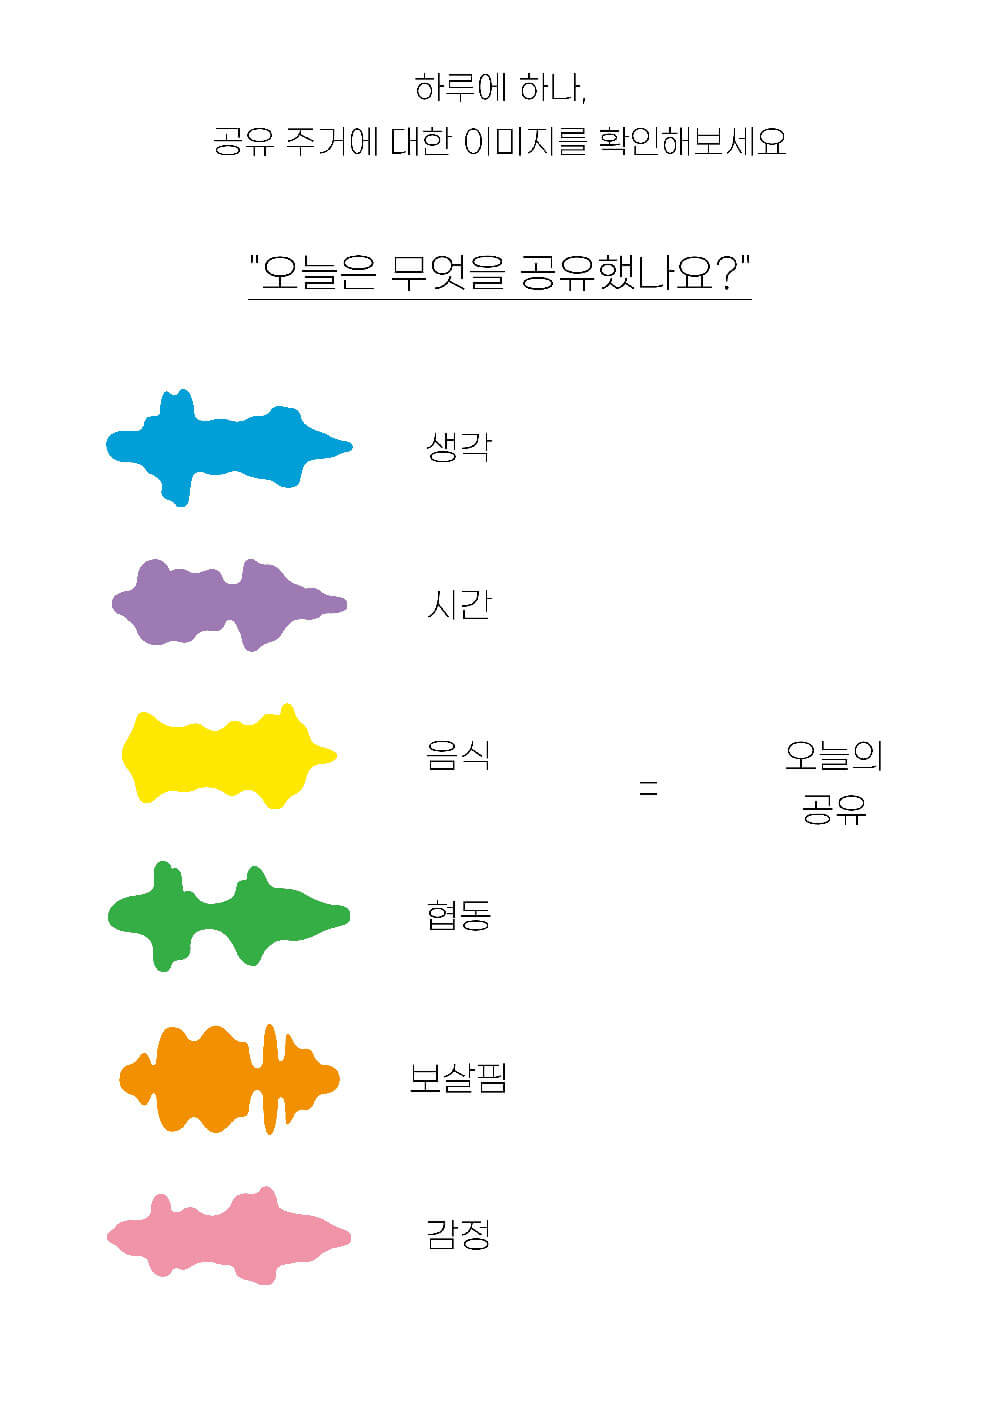 하루에 하나,
공유 주거에 대한 이미지를 확인해보세요
"오늘은 무엇을 공유했나요?"
생각
시간
음식
협동
보살핌
감정
=
오늘의
공유